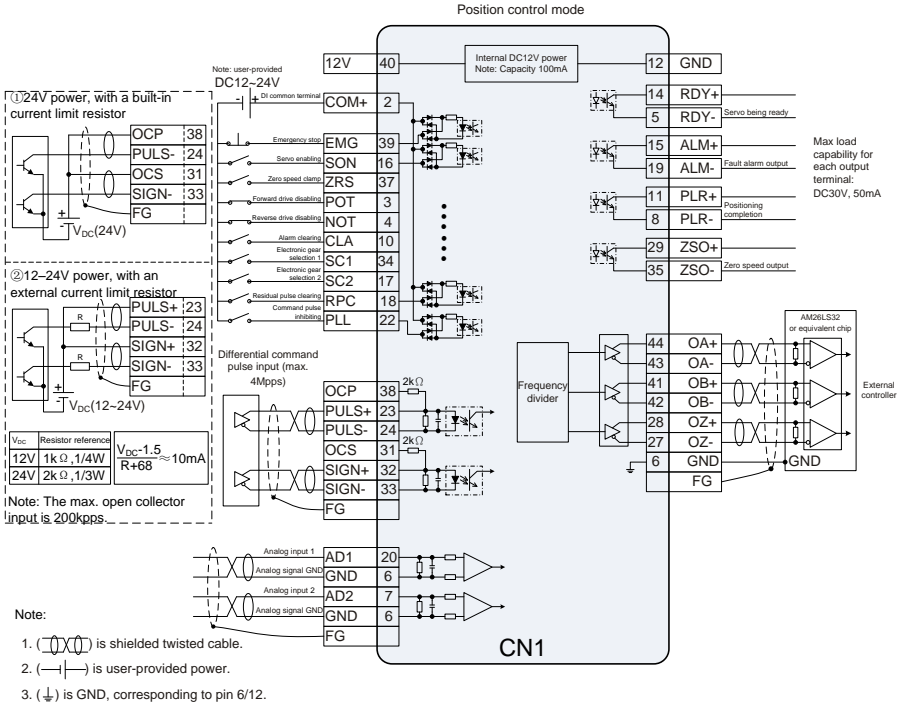 Position control mode
①24V power, with a built-in
current limit resistor
OCP 38
PULS- 24
OCS 31
SIGN- 33
FG
+
-
V_DC(24V)
②12–24V power, with an
external current limit resistor
PULS+ 23
R
PULS- 24
SIGN+ 32
R
SIGN- 33
FG
+
-
V_DC(12~24V)
V_DC Resistor reference
12V 1kΩ,1/4W
24V 2kΩ,1/3W
V_DC-1.5
R+68
≈10mA
Note: The max. open collector
input is 200kpps.
Note: user-provided
DC12~24V
- + DI common terminal
12V 40
COM+ 2
Emergency stop EMG 39
Servo enabling SON 16
Zero speed clamp ZRS 37
Forward drive disabling POT 3
Reverse drive disabling NOT 4
Alarm clearing CLA 10
Electronic gear
selection 1 SC1 34
Electronic gear
selection 2 SC2 17
Residual pulse clearing RPC 18
Command pulse
inhibiting PLL 22
Internal DC12V power
Note: Capacity 100mA
12 GND
14 RDY+
5 RDY- Servo being ready
15 ALM+
19 ALM- Fault alarm output
11 PLR+
8 PLR- Positioning
completion
29 ZSO+
35 ZSO- Zero speed output
Max load
capability for
each output
terminal:
DC30V, 50mA
Differential command
pulse input (max.
4Mpps)
OCP 38 2kΩ
PULS+ 23
PULS- 24
OCS 31 2kΩ
SIGN+ 32
SIGN- 33
FG
Frequency
divider
44 OA+
43 OA-
41 OB+
42 OB-
28 OZ+
27 OZ-
6 GND
FG
AM26LS32
or equivalent chip
GND
External
controller
Analog input 1 AD1 20
Analog signal GND GND 6
Analog input 2 AD2 7
Analog signal GND GND 6
FG
CN1
Note:
1. ( ) is shielded twisted cable.
2. ( ) is user-provided power.
3. ( ) is GND, corresponding to pin 6/12.